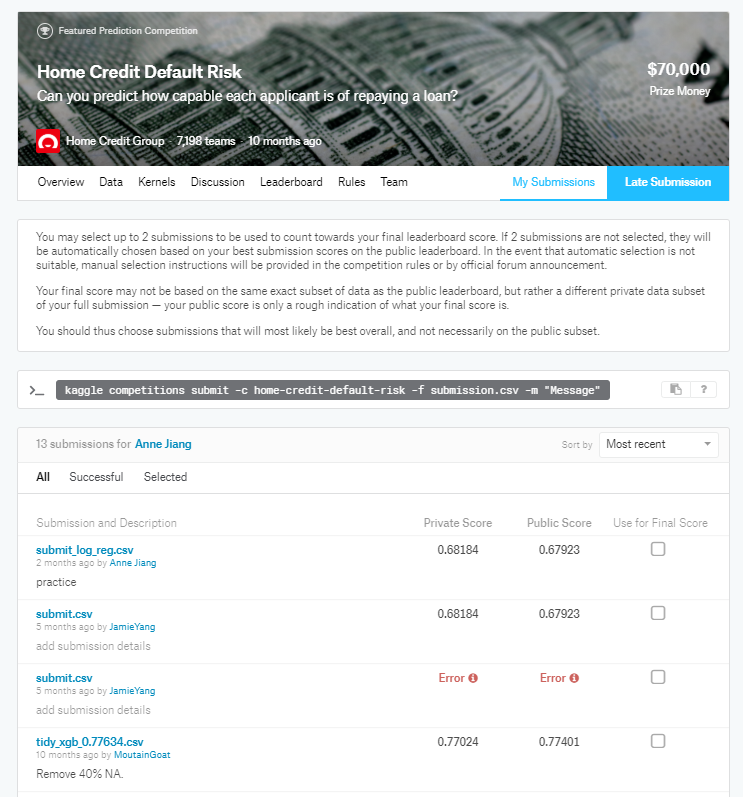 Featured Prediction Competition
Home Credit Default Risk
$70,000
Can you predict how capable each applicant is of repaying a loan?
Prize Money
Home Credit Group · 7,198 teams · 10 months ago
Overview Data Kernels Discussion Leaderboard Rules Team My Submissions Late Submission
You may select up to 2 submissions to be used to count towards your final leaderboard score. If 2 submissions are not selected, they will
be automatically chosen based on your best submission scores on the public leaderboard. In the event that automatic selection is not
suitable, manual selection instructions will be provided in the competition rules or by official forum announcement.
Your final score may not be based on the same exact subset of data as the public leaderboard, but rather a different private data subset
of your full submission — your public score is only a rough indication of what your final score is.
You should thus choose submissions that will most likely be best overall, and not necessarily on the public subset.
>_ kaggle competitions submit -c home-credit-default-risk -f submission.csv -m "Message" ?
13 submissions for Anne Jiang Sort by Most recent
All Successful Selected
Submission and Description Private Score Public Score Use for Final Score
submit_log_reg.csv 0.68184 0.67923
2 months ago by Anne Jiang
practice
submit.csv 0.68184 0.67923
5 months ago by JamieYang
add submission details
submit.csv Error Error
5 months ago by JamieYang
add submission details
tidy_xgb_0.77634.csv 0.77024 0.77401
10 months ago by MoutainGoat
Remove 40% NA.